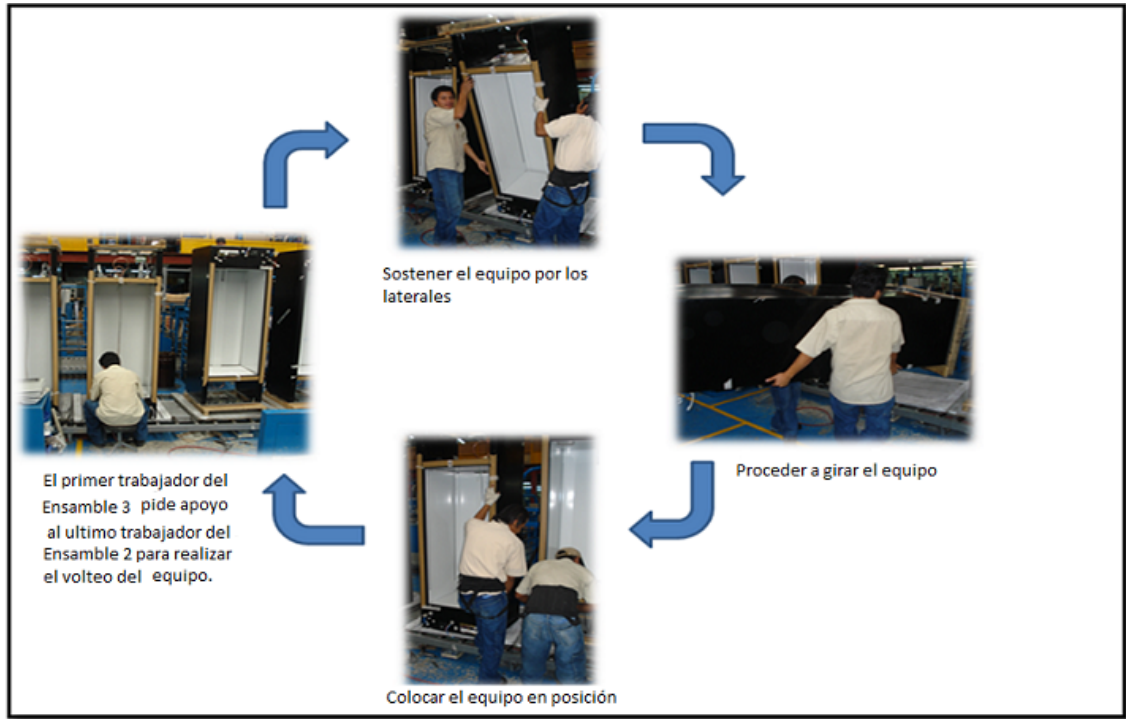 Sostener el equipo por los
laterales
Proceder a girar el equipo
El primer trabajador del
Ensamble 3 pide apoyo
al ultimo trabajador del
Ensamble 2 para realizar
el volteo del equipo.
Colocar el equipo en posición